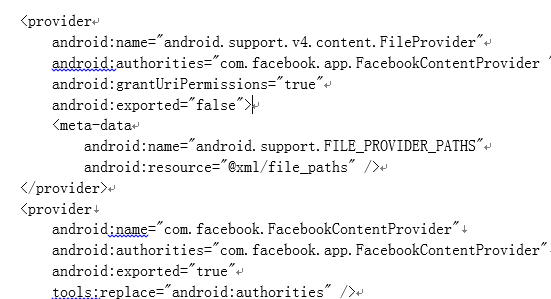 <provider
android:name="android.support.v4.content.FileProvider"
android:authorities="com.facebook.app.FacebookContentProvider "
android:grantUriPermissions="true"
android:exported="false">
<meta-data
android:name="android.support.FILE_PROVIDER_PATHS"
android:resource="@xml/file_paths" />
</provider>
<provider
android:name="com.facebook.FacebookContentProvider"
android:authorities="com.facebook.app.FacebookContentProvider"
android:exported="true"
tools:replace="android:authorities" />